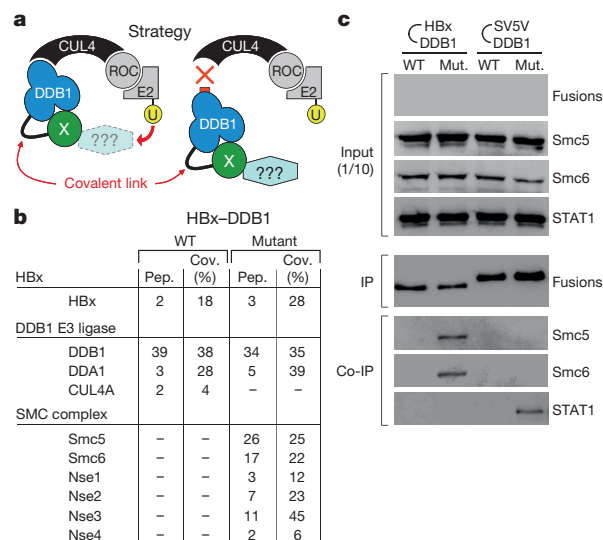 a
Strategy
CUL4
ROC
E2
DDB1
U
X
???
Covalent link
CUL4
ROC
E2
U
DDB1
X
???
b
HBx–DDB1
WT Mutant
HBx Pep. Cov. (%) Pep. Cov. (%)
HBx 2 18 3 28
DDB1 E3 ligase
DDB1 39 38 34 35
DDA1 3 28 5 39
CUL4A 2 4 – –
SMC complex
Smc5 – – 26 25
Smc6 – – 17 22
Nse1 – – 3 12
Nse2 – – 7 23
Nse3 – – 11 45
Nse4 – – 2 6
c
HBx SV5V
DDB1 DDB1
WT Mut. WT Mut.
Input (1/10)
Fusions
Smc5
Smc6
STAT1
IP
Fusions
Co-IP
Smc5
Smc6
STAT1